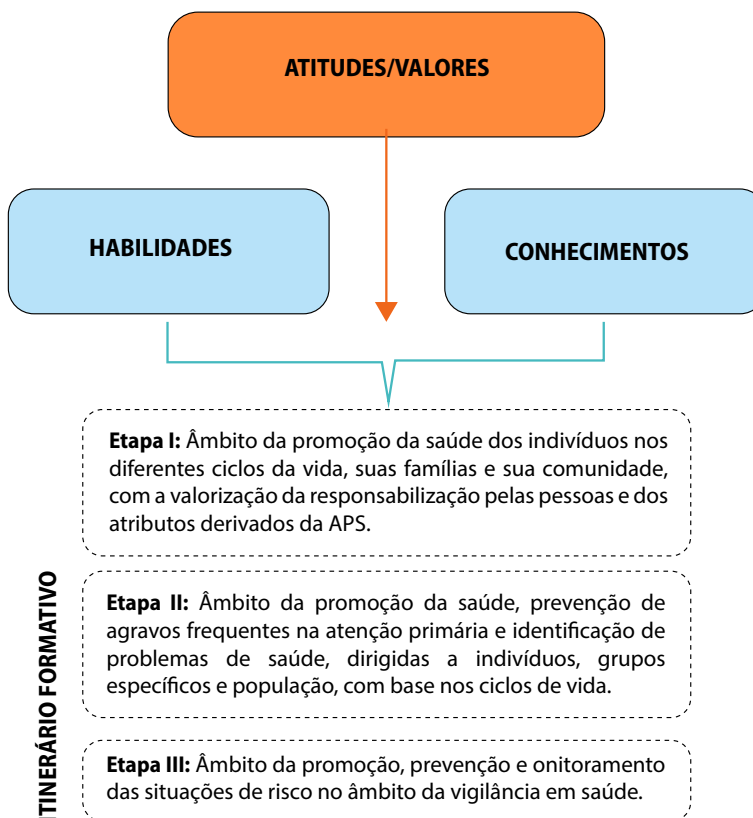 ATITUDES/VALORES
HABILIDADES
CONHECIMENTOS
Etapa I: Âmbito da promoção da saúde dos indivíduos nos
diferentes ciclos da vida, suas famílias e sua comunidade,
com a valorização da responsabilização pelas pessoas e dos
atributos derivados da APS.
ITINERÁRIO FORMATIVO
Etapa II: Âmbito da promoção da saúde, prevenção de
agravos frequentes na atenção primária e identificação de
problemas de saúde, dirigidas a indivíduos, grupos
específicos e população, com base nos ciclos de vida.
Etapa III: Âmbito da promoção, prevenção e onitoramento
das situações de risco no âmbito da vigilância em saúde.